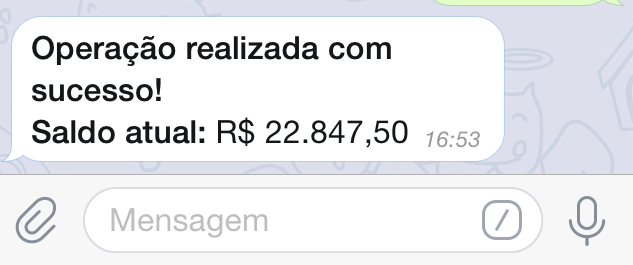 Operação realizada com
sucesso!
Saldo atual: R$ 22.847,50 16:53
Mensagem